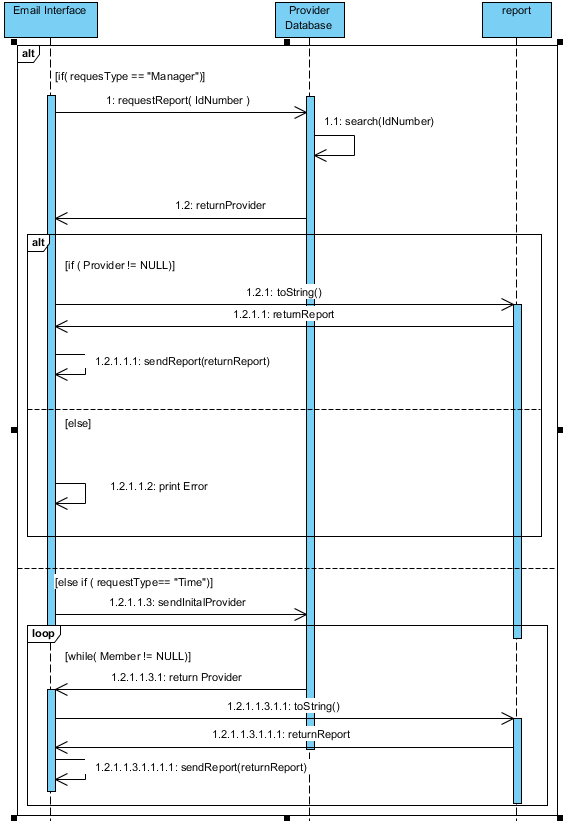 Email Interface
Provider
Database
report
alt
[if( requesType == "Manager")]
1: requestReport( IdNumber )
1.1: search(IdNumber)
1.2: returnProvider
alt
[if ( Provider != NULL)]
1.2.1: toString()
1.2.1.1: returnReport
1.2.1.1.1: sendReport(returnReport)
[else]
1.2.1.1.2: print Error
[else if ( requestType== "Time")]
1.2.1.1.3: sendInitalProvider
loop
[while( Member != NULL)]
1.2.1.1.3.1: return Provider
1.2.1.1.3.1.1: toString()
1.2.1.1.3.1.1.1: returnReport
1.2.1.1.3.1.1.1.1: sendReport(returnReport)